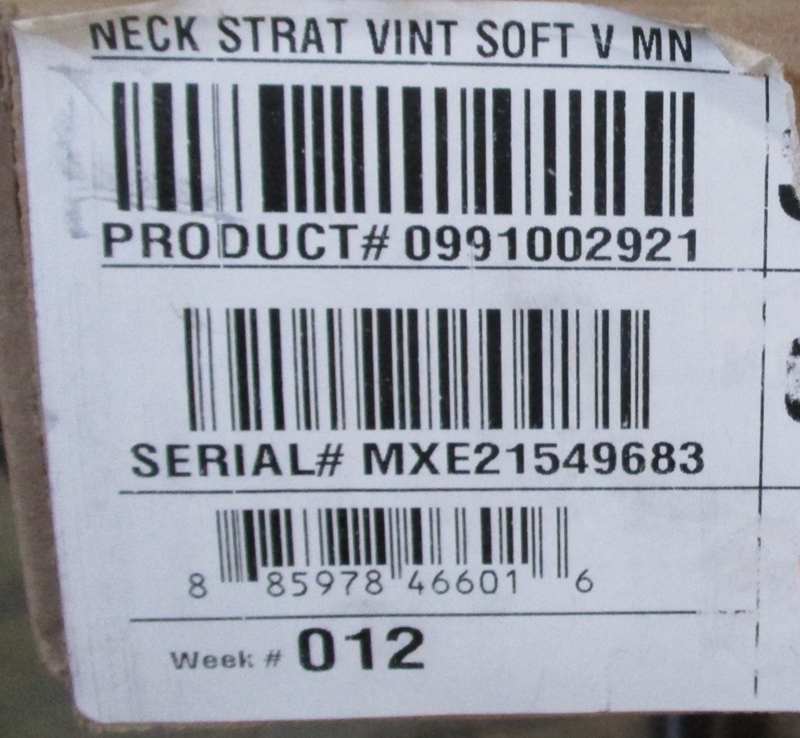 NECK STRAT VINT SOFT V MN
PRODUCT# 0991002921
SERIAL# MXE21549683
8 85978 46601 6
Week # 012